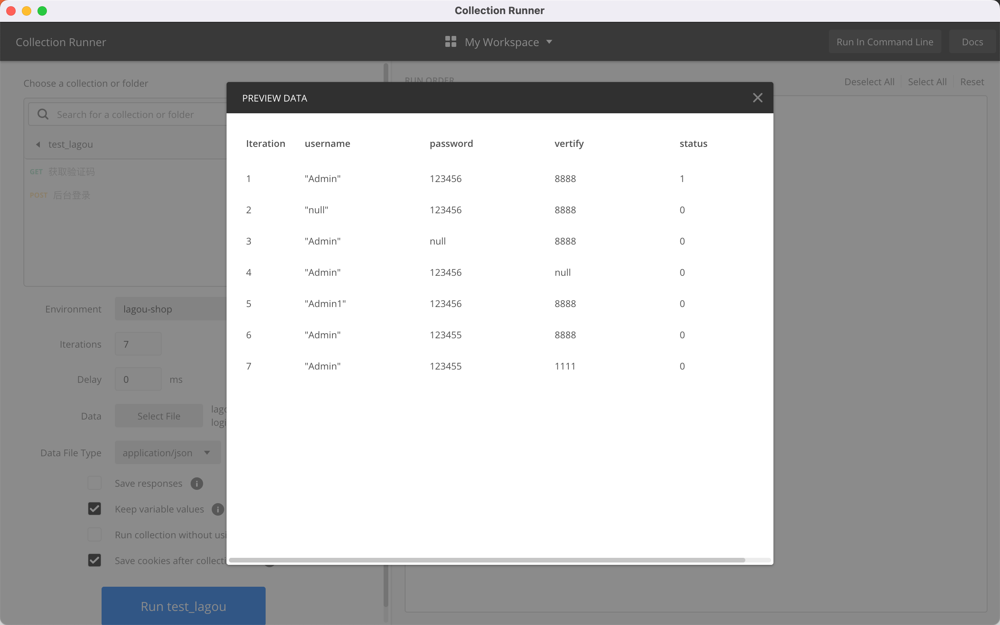 Collection Runner
Collection Runner
My Workspace
Run In Command Line
Docs
Choose a collection or folder
RUN ORDER
Deselect All
Select All
Reset
Search for a collection or folder
test_lagou
GET 获取验证码
POST 后台登录
Environment lagou-shop
Iterations 7
Delay 0 ms
Data Select File
lago
logi
Data File Type application/json
Save responses
Keep variable values
Run collection without usi
Save cookies after collecti
Run test_lagou
PREVIEW DATA
Iteration username password vertify status
1 "Admin" 123456 8888 1
2 "null" 123456 8888 0
3 "Admin" null 8888 0
4 "Admin" 123456 null 0
5 "Admin1" 123456 8888 0
6 "Admin" 123455 8888 0
7 "Admin" 123455 1111 0